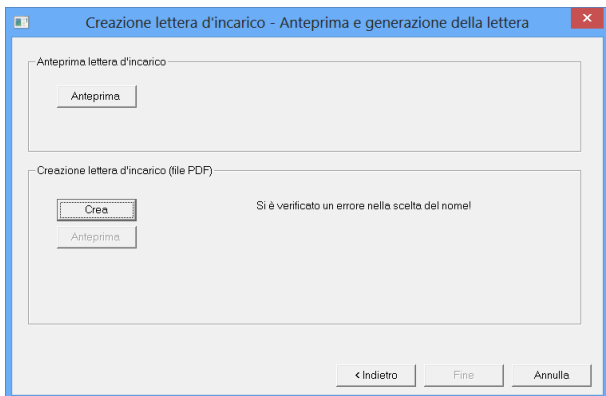 Creazione lettera d'incarico - Anteprima e generazione della lettera
Anteprima lettera d'incarico
Anteprima
Creazione lettera d'incarico (file PDF)
Crea
Si è verificato un errore nella scelta del nome!
Anteprima
< Indietro
Fine
Annulla